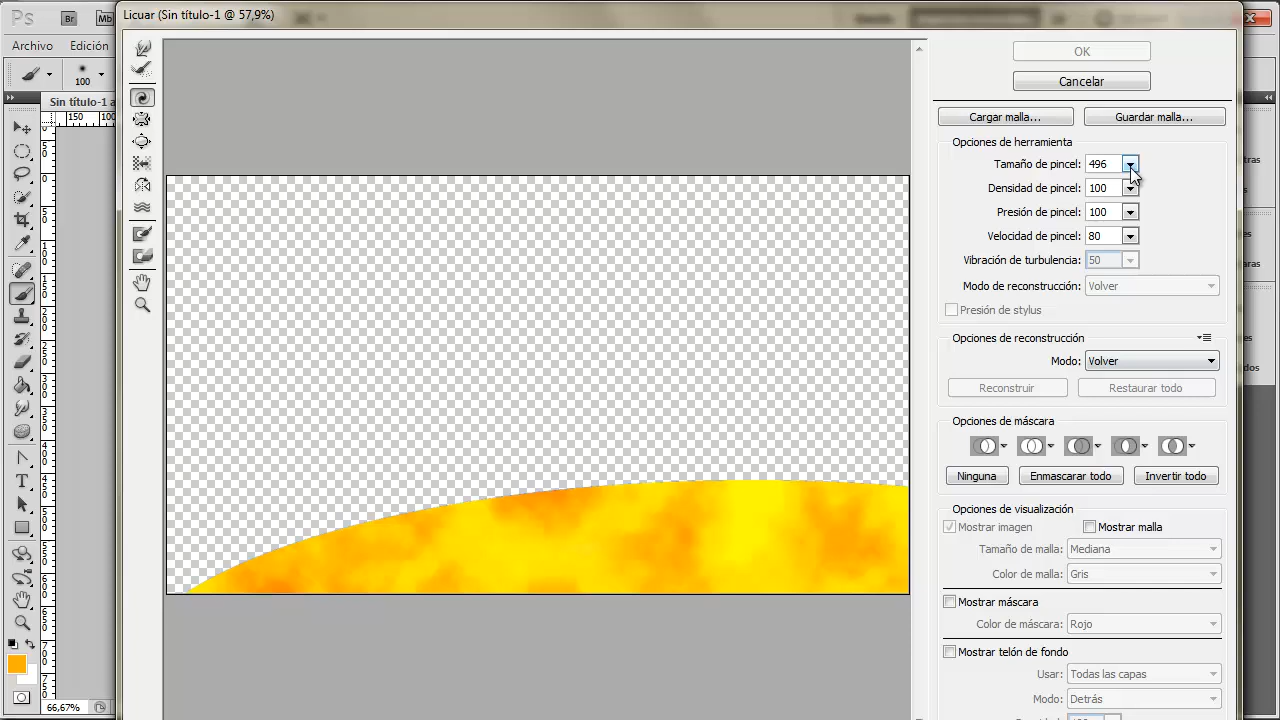 Licuar (Sin título-1 @ 57,9%)
Ps Br Mb
Archivo Edición
100
Sin título-1 a
150 100
OK
Cancelar
Cargar malla... Guardar malla...
Opciones de herramienta
Tamaño de pincel: 496
Densidad de pincel: 100
Presión de pincel: 100
Velocidad de pincel: 80
Vibración de turbulencia: 50
Modo de reconstrucción: Volver
Presión de stylus
Opciones de reconstrucción
Modo: Volver
Reconstruir Restaurar todo
Opciones de máscara
Ninguna Enmascarar todo Invertir todo
Opciones de visualización
Mostrar imagen Mostrar malla
Tamaño de malla: Mediana
Color de malla: Gris
Mostrar máscara
Color de máscara: Rojo
Mostrar telón de fondo
Usar: Todas las capas
Modo: Detrás
66,67%